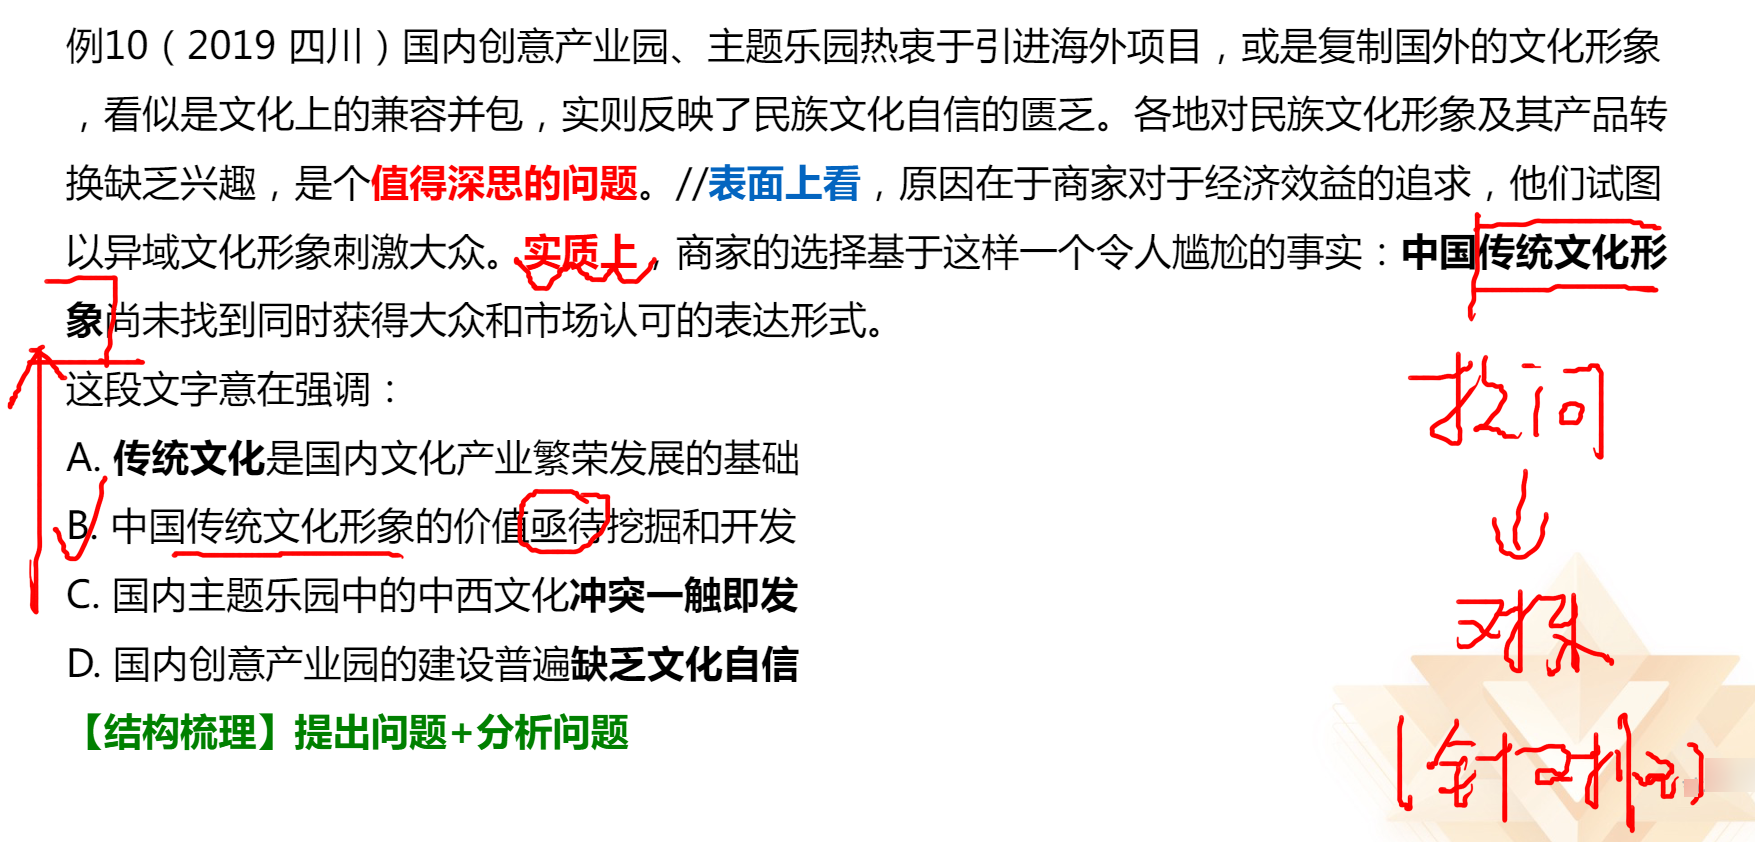 例10（2019 四川）国内创意产业园、主题乐园热衷于引进海外项目，或是复制国外的文化形象
，看似是文化上的兼容并包，实则反映了民族文化自信的匮乏。各地对民族文化形象及其产品转
换缺乏兴趣，是个值得深思的问题。//表面上看，原因在于商家对于经济效益的追求，他们试图
以异域文化形象刺激大众。实质上，商家的选择基于这样一个令人尴尬的事实：中国传统文化形
象尚未找到同时获得大众和市场认可的表达形式。
这段文字意在强调：
A. 传统文化是国内文化产业繁荣发展的基础
B. 中国传统文化形象的价值亟待挖掘和开发
C. 国内主题乐园中的中西文化冲突一触即发
D. 国内创意产业园的建设普遍缺乏文化自信
【结构梳理】提出问题+分析问题
提问
对策